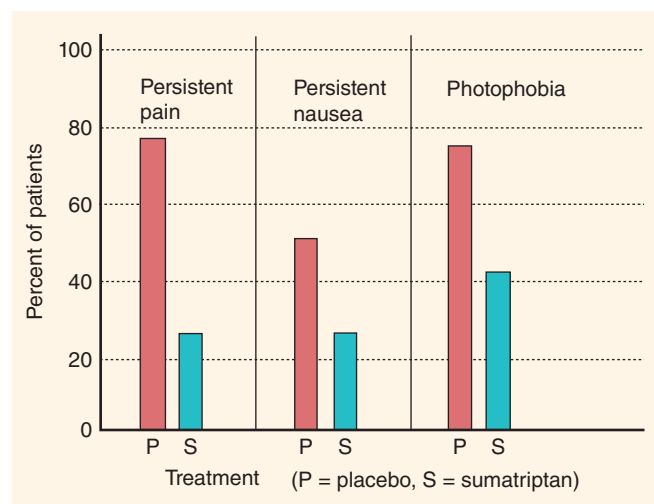 100
80
60
40
20
0
Percent of patients
Persistent
pain
Persistent
nausea
Photophobia
P S P S P S
Treatment (P = placebo, S = sumatriptan)